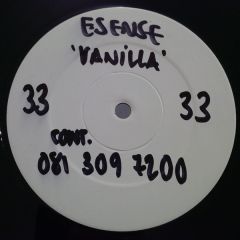 ESENSE
'VANILLA'
33 33
CONT.
081 309 7200